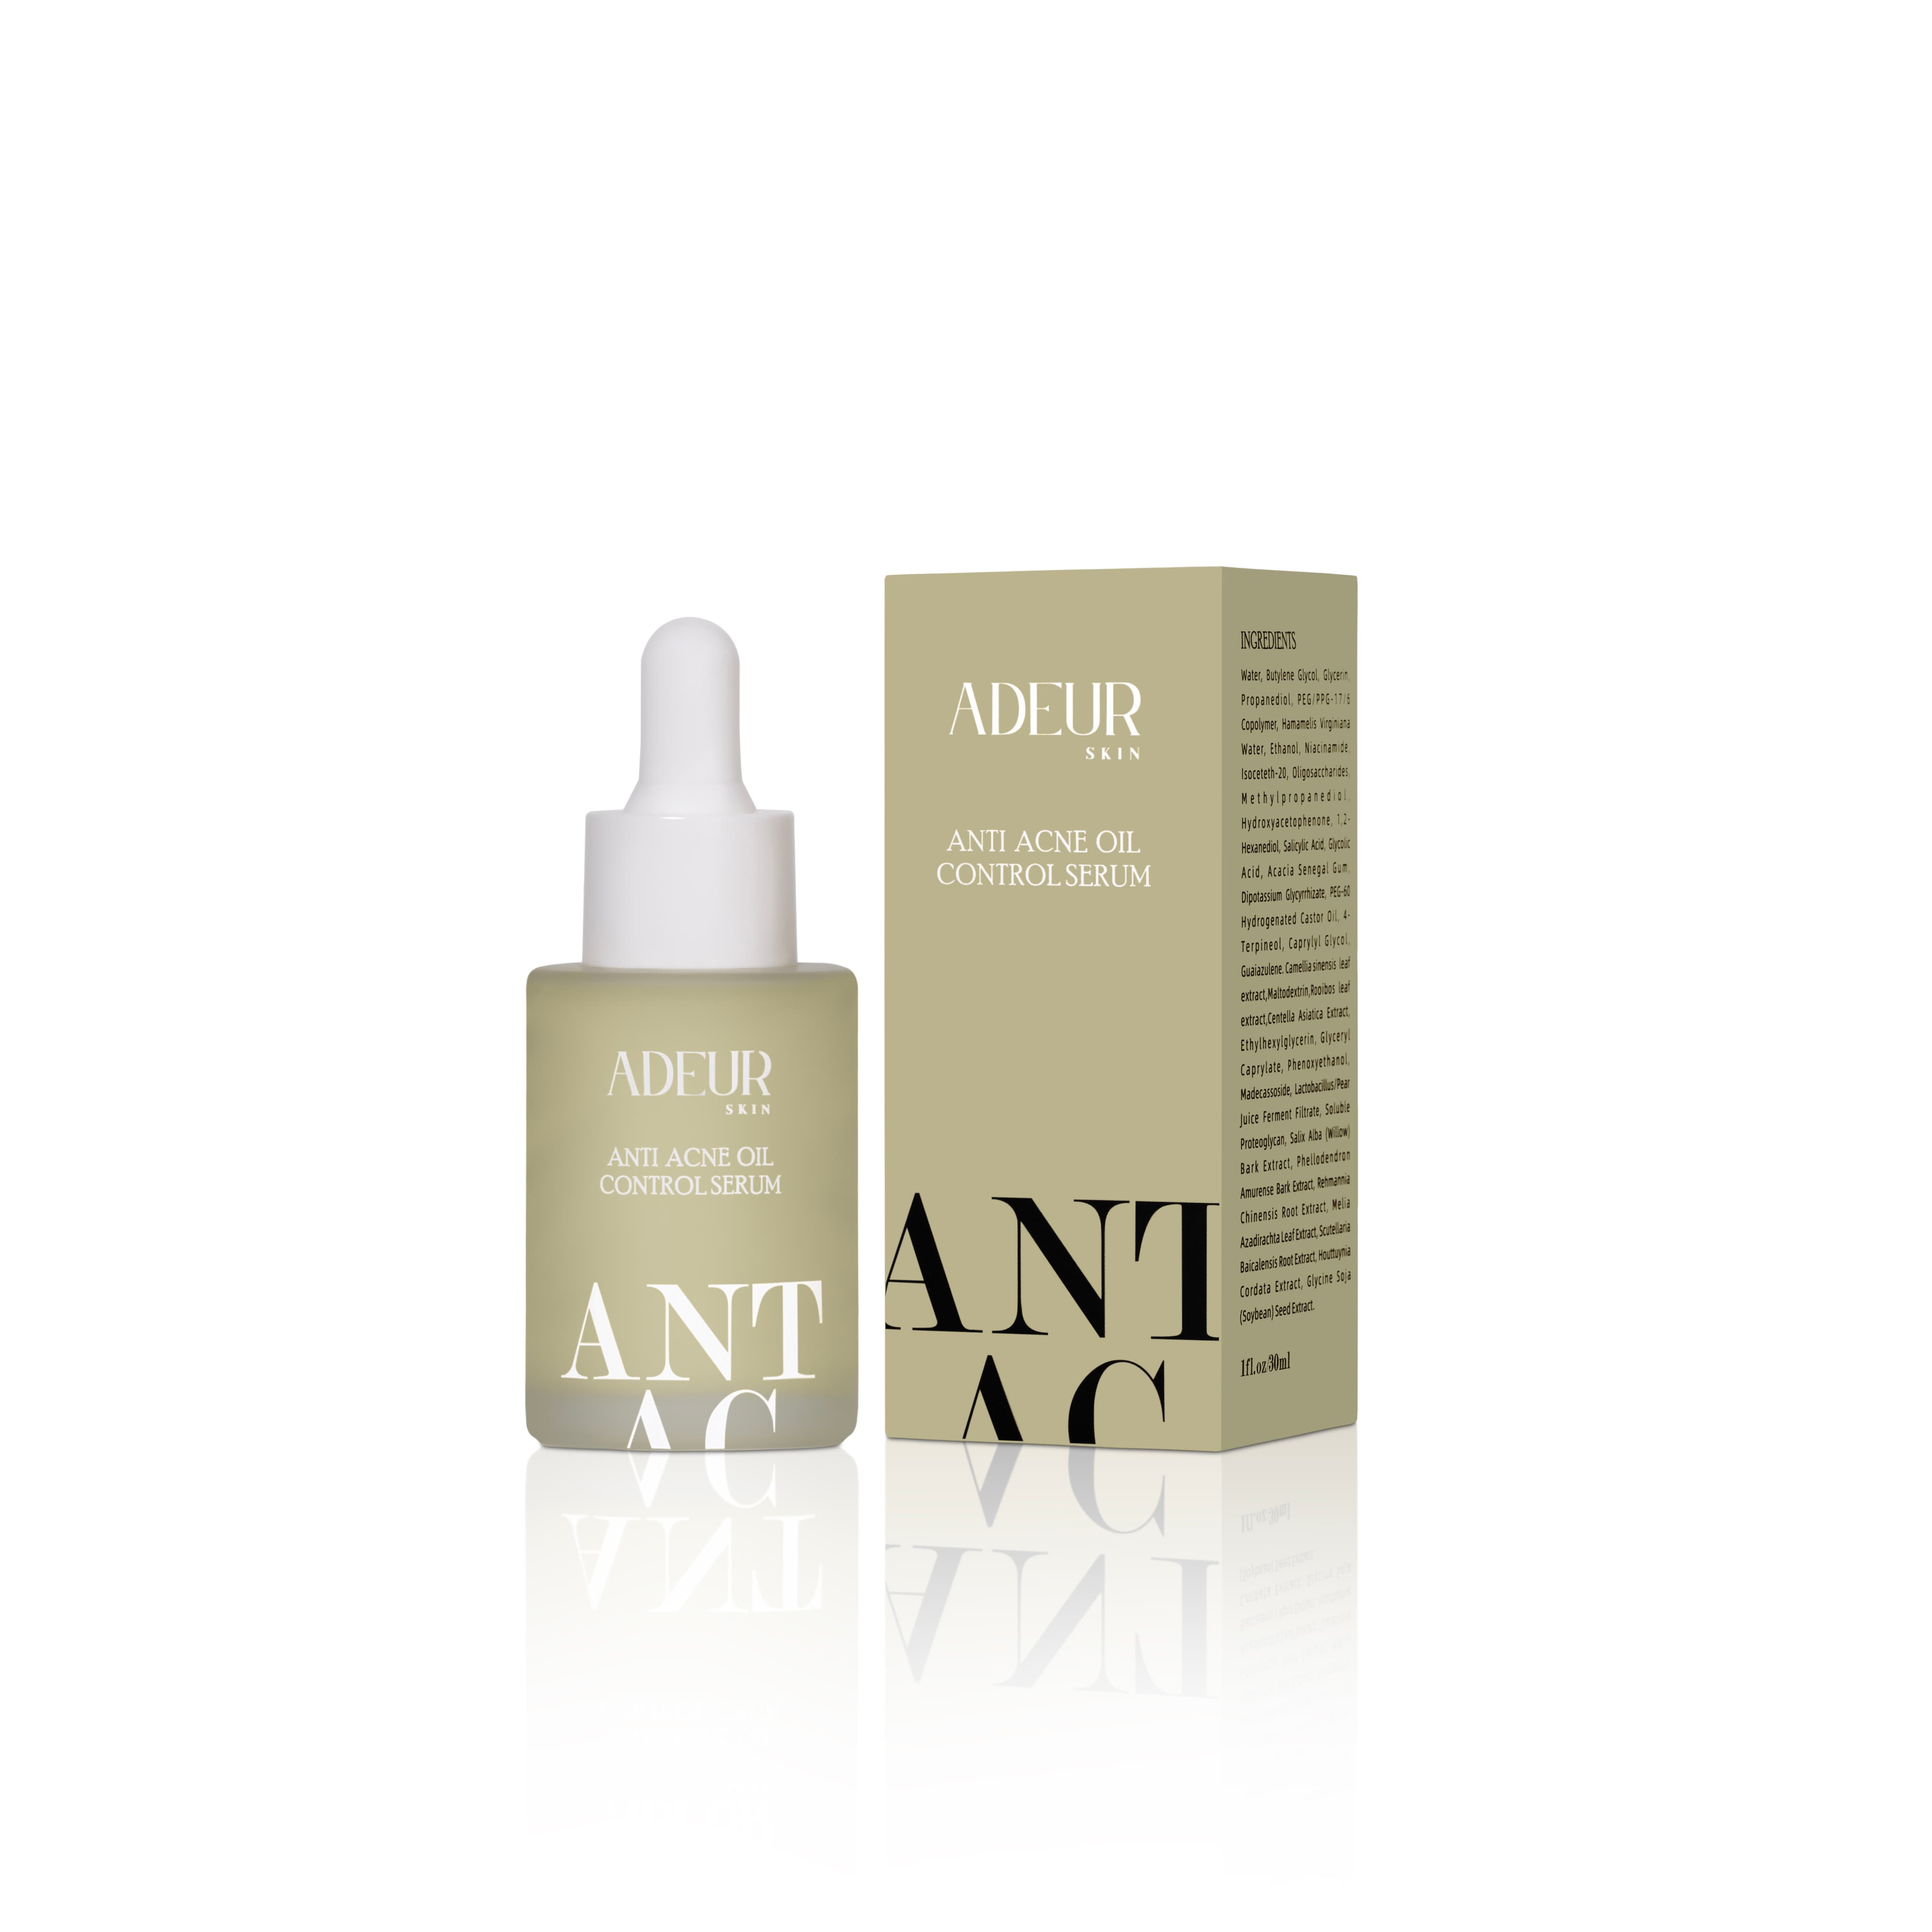 ADEUR
SKIN
ANTI ACNE OIL
CONTROL SERUM
ANT
AC
ADEUR
SKIN
ANTI ACNE OIL
CONTROL SERUM
ANT
AC
INGREDIENTS
Water, Butylene Glycol, Glycerin,
Propanediol, PEG/PPG-17/6
Copolymer, Hamamelis Virginiana
Water, Ethanol, Niacinamide,
Isoceteth-20, Oligosaccharides,
Methylpropanediol,
Hydroxyacetophenone, 1,2-
Hexanediol, Salicylic Acid, Glycolic
Acid, Acacia Senegal Gum,
Dipotassium Glycyrrhizate, PEG-60
Hydrogenated Castor Oil, 4-
Terpineol, Caprylyl Glycol,
Guaiazulene. Camellia sinensis leaf
extract,Maltodextrin,Rooibos leaf
extract,Centella Asiatica Extract,
Ethylhexylglycerin, Glyceryl
Caprylate, Phenoxyethanol,
Madecassoside, Lactobacillus/Pear
Juice Ferment Filtrate, Soluble
Proteoglycan, Salix Alba (Willow)
Bark Extract, Phellodendron
Amurense Bark Extract, Rehmannia
Chinensis Root Extract, Melia
Azadirachta Leaf Extract, Scutellaria
Baicalensis Root Extract, Houttuynia
Cordata Extract, Glycine Soja
(Soybean) Seed Extract.
1fl.oz/30ml